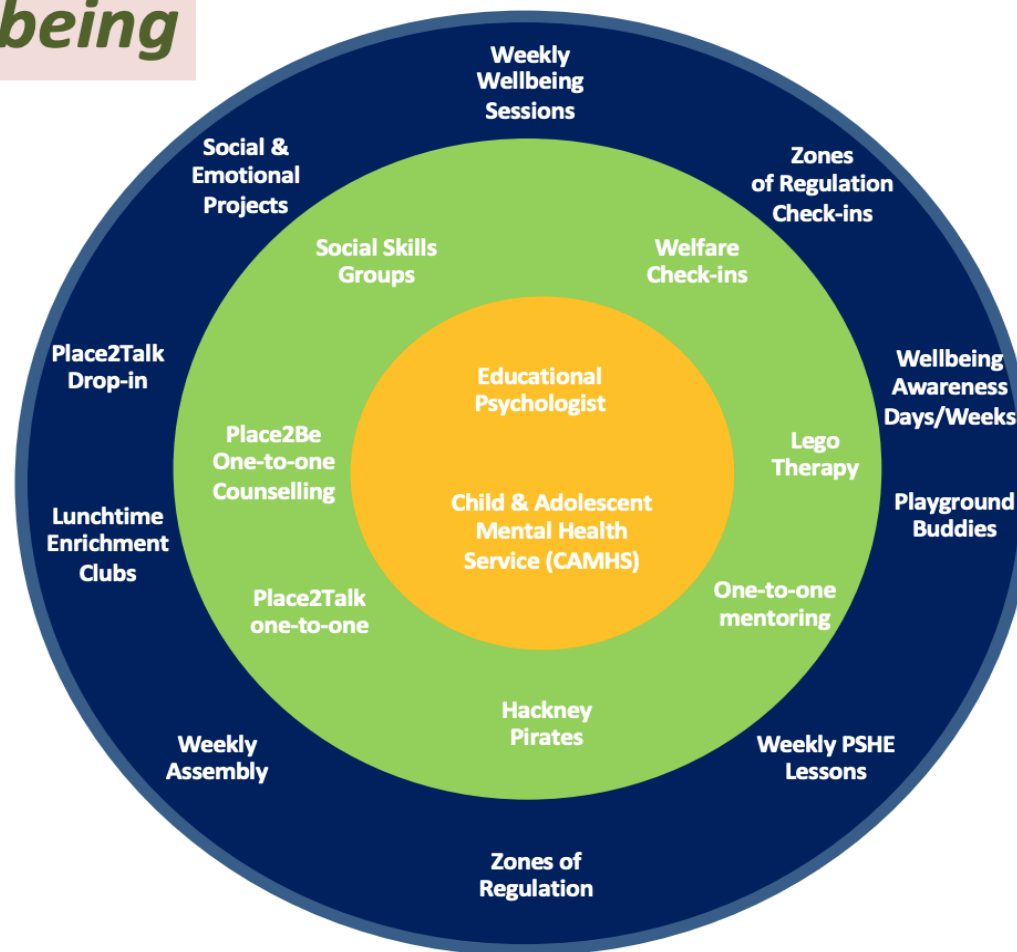 being
Weekly
Wellbeing
Sessions
Social &
Emotional
Projects
Zones
of Regulation
Check-ins
Social Skills
Groups
Welfare
Check-ins
Place2Talk
Drop-in
Wellbeing
Awareness
Days/Weeks
Educational
Psychologist
Place2Be
One-to-one
Counselling
Lego
Therapy
Child & Adolescent
Mental Health
Service (CAMHS)
Lunchtime
Enrichment
Clubs
Playground
Buddies
Place2Talk
one-to-one
One-to-one
mentoring
Hackney
Pirates
Weekly
Assembly
Weekly PSHE
Lessons
Zones of
Regulation